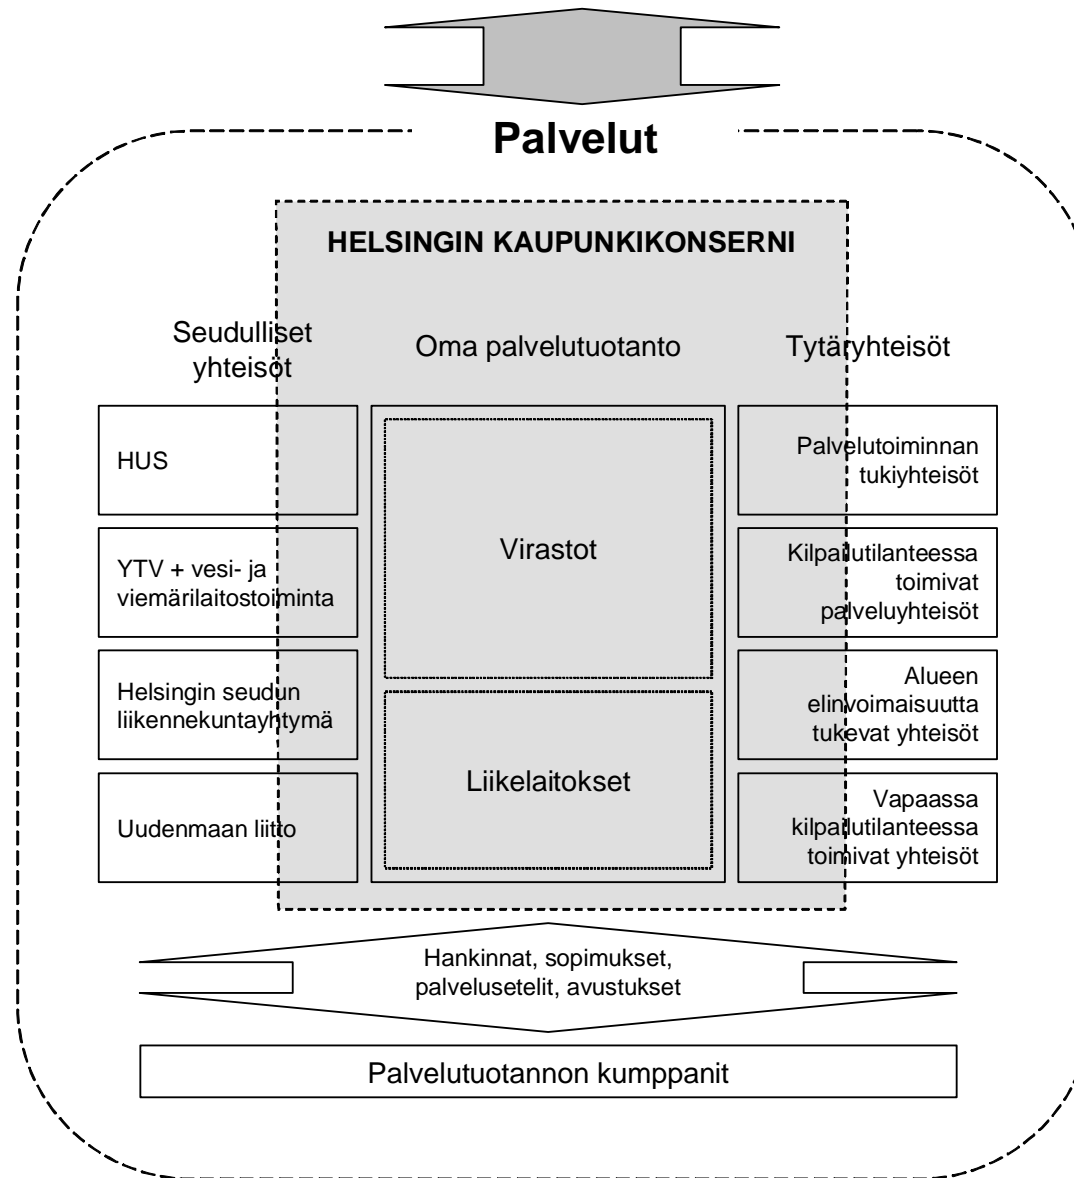 Palvelut
HELSINGIN KAUPUNKIKONSERNI
Seudulliset
yhteisöt
Oma palvelutuotanto
Tytäryhteisöt
HUS
YTV + vesi- ja
viemärilaitostoiminta
Helsingin seudun
liikennekuntayhtymä
Uudenmaan liitto
Virastot
Liikelaitokset
Palvelutoiminnan
tukiyhteisöt
Kilpailutilanteessa
toimivat
palveluyhteisöt
Alueen
elinvoimaisuutta
tukevat yhteisöt
Vapaassa
kilpailutilanteessa
toimivat yhteisöt
Hankinnat, sopimukset,
palvelusetelit, avustukset
Palvelutuotannon kumppanit